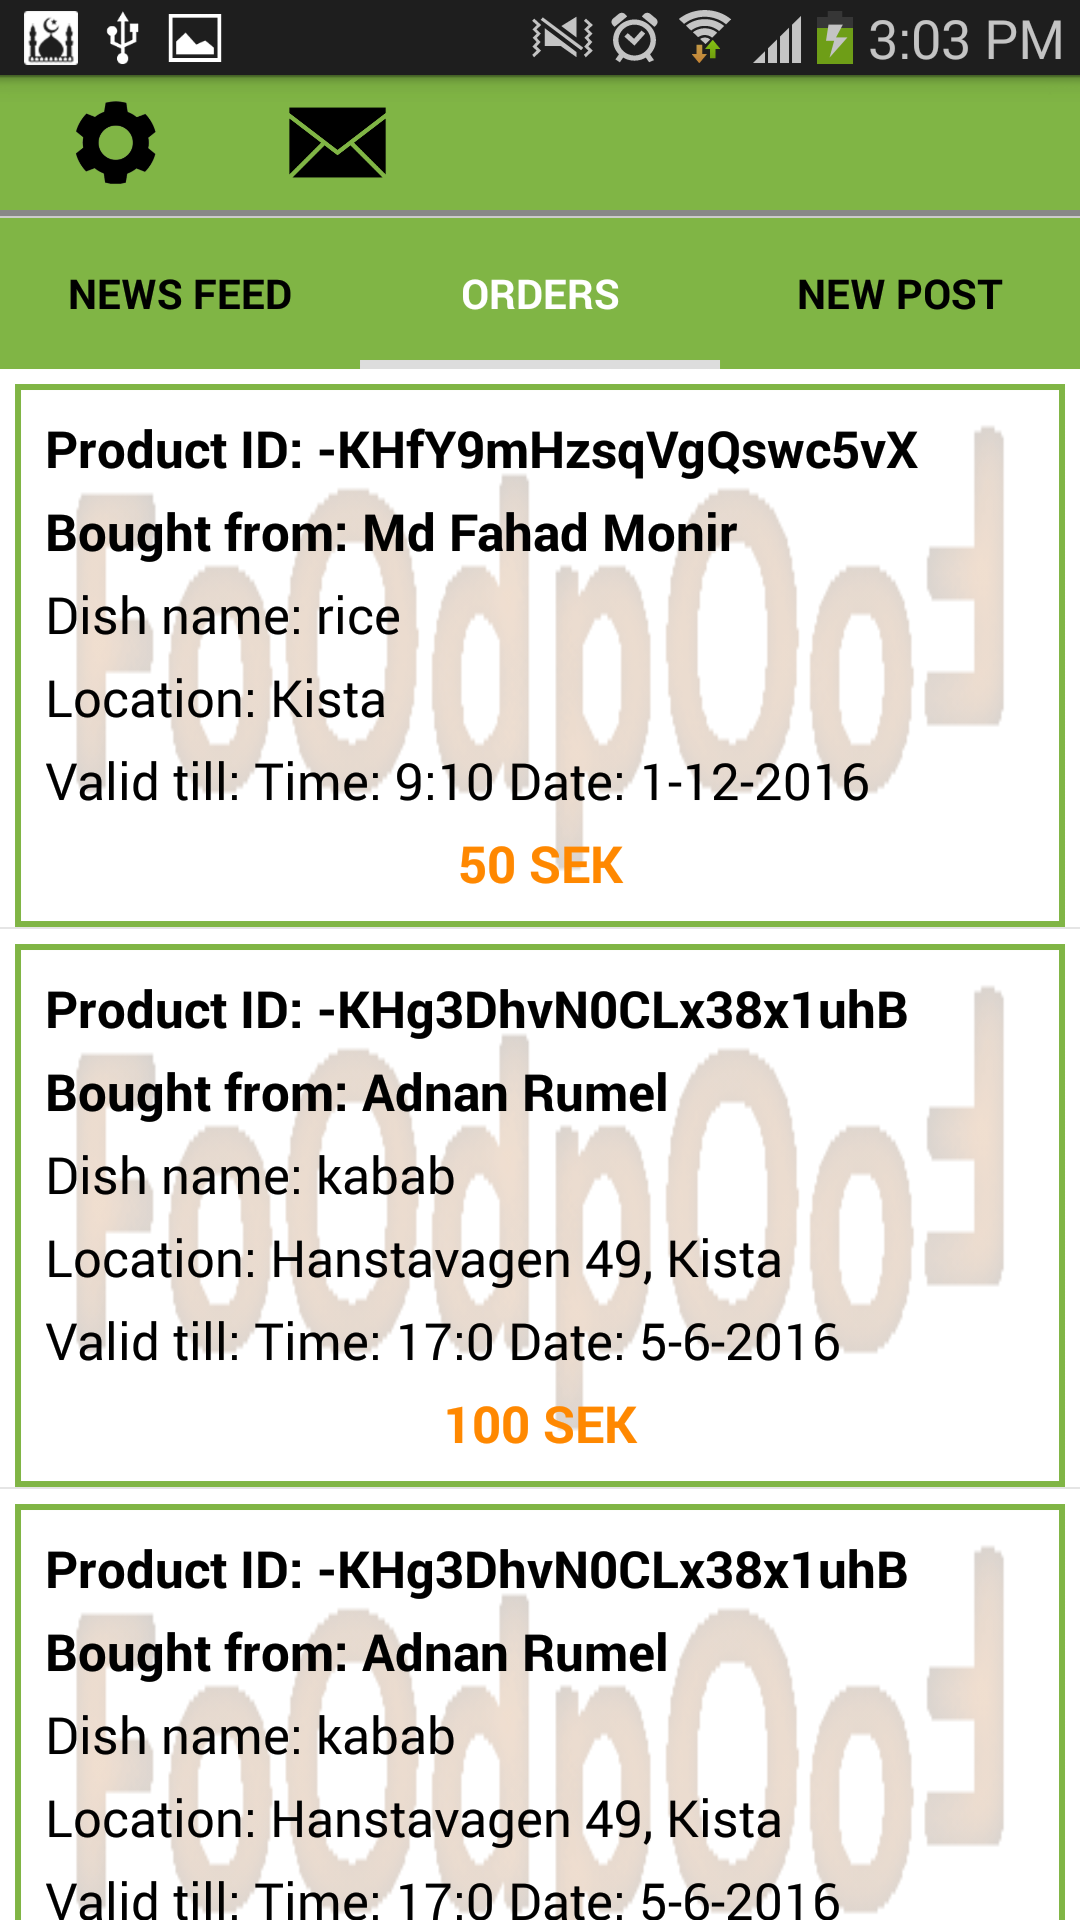 3:03 PM
NEWS FEED ORDERS NEW POST
Product ID: -KHfY9mHzsqVgQswc5vX
Bought from: Md Fahad Monir
Dish name: rice
Location: Kista
Valid till: Time: 9:10 Date: 1-12-2016
50 SEK
FoOdpOoF
Product ID: -KHg3DhvN0CLx38x1uhB
Bought from: Adnan Rumel
Dish name: kabab
Location: Hanstavagen 49, Kista
Valid till: Time: 17:0 Date: 5-6-2016
100 SEK
FoOdpOoF
Product ID: -KHg3DhvN0CLx38x1uhB
Bought from: Adnan Rumel
Dish name: kabab
Location: Hanstavagen 49, Kista
Valid till: Time: 17:0 Date: 5-6-2016
FoOdpOoF